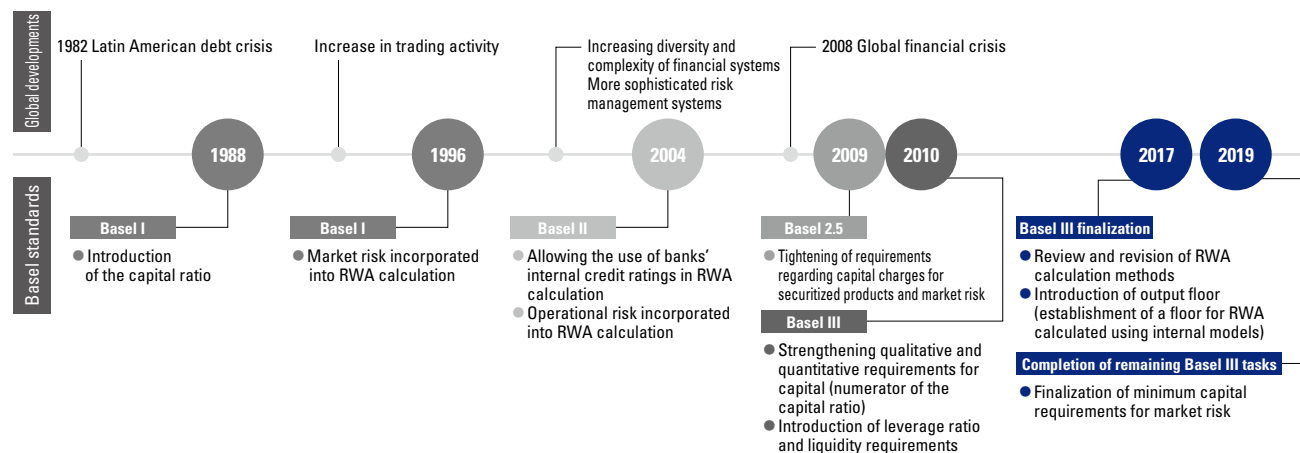 Global developments
1982 Latin American debt crisis
Increase in trading activity
Increasing diversity and
complexity of financial systems
More sophisticated risk
management systems
2008 Global financial crisis
1988
1996
2004
2009
2010
2017
2019
Basel standards
Basel I
● Introduction
of the capital ratio
Basel I
● Market risk incorporated
into RWA calculation
Basel II
● Allowing the use of banks'
internal credit ratings in RWA
calculation
● Operational risk incorporated
into RWA calculation
Basel 2.5
● Tightening of requirements
regarding capital charges for
securitized products and market risk
Basel III
● Strengthening qualitative and
quantitative requirements for
capital (numerator of the
capital ratio)
● Introduction of leverage ratio
and liquidity requirements
Basel III finalization
● Review and revision of RWA
calculation methods
● Introduction of output floor
(establishment of a floor for RWA
calculated using internal models)
Completion of remaining Basel III tasks
● Finalization of minimum capital
requirements for market risk